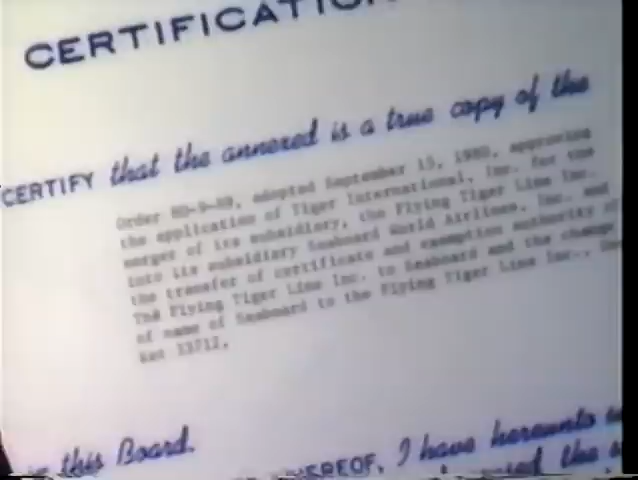 CERTIFICATION
CERTIFY that the annexed is a true copy of the
Order 80-9-89, adopted September 15, 1980, approving
the application of Tiger International, Inc. for the
merger of its subsidiary, the Flying Tiger Line Inc.
into its subsidiary Seaboard World Airlines, Inc. and
the transfer of certificate and exemption authority of
The Flying Tiger Line Inc. to Seaboard and the change
of name of Seaboard to the Flying Tiger Line Inc.,
ket 33712.
this Board.
HEREOF, I have hereunto
the